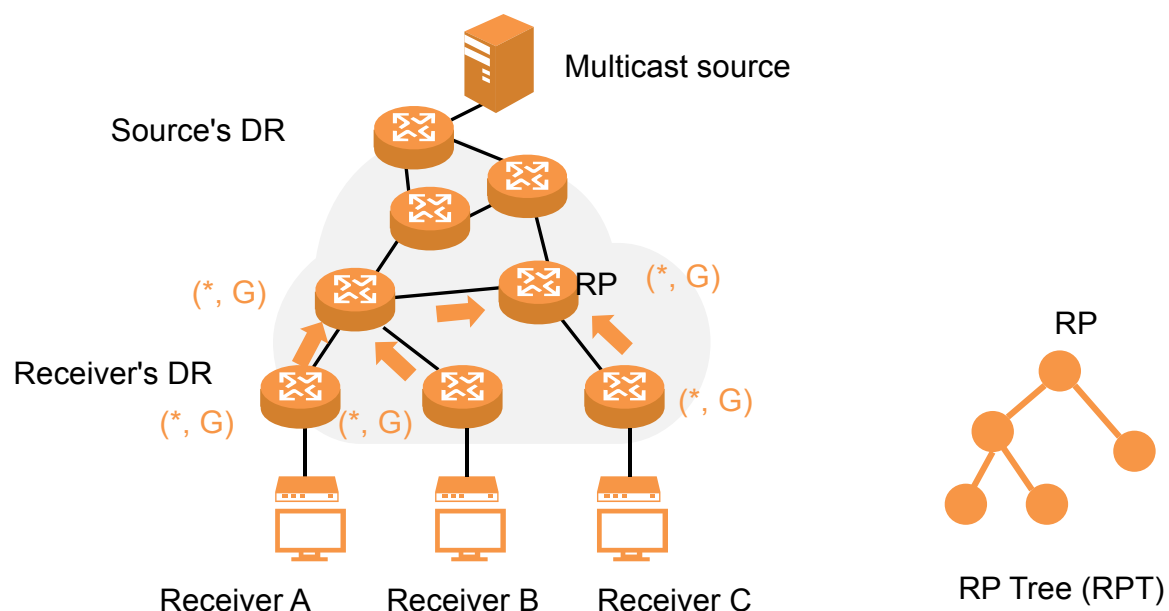 Multicast source
Source's DR
(*, G)
RP
(*, G)
RP
Receiver's DR
(*, G)
(*, G)
(*, G)
Receiver A
Receiver B
Receiver C
RP Tree (RPT)